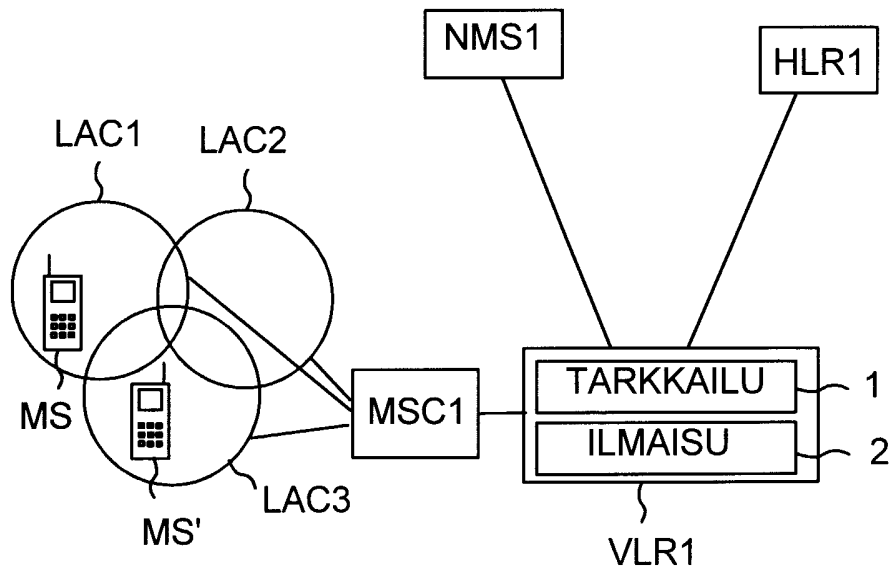 NMS1
HLR1
LAC1
LAC2
TARKKAILU
1
MSC1
MS
ILMAISU
2
LAC3
MS'
VLR1